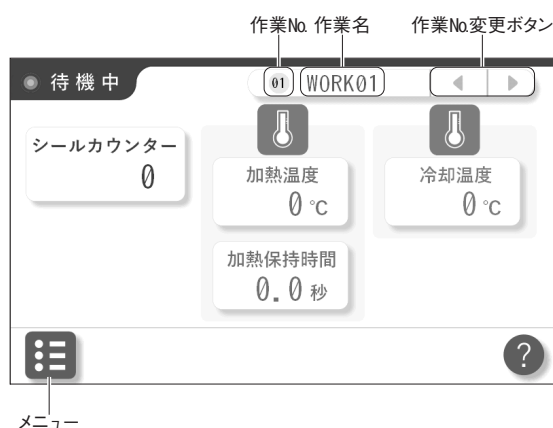 作業No. 作業名 作業No.変更ボタン
待機中 01 WORK01
シールカウンター
0
加熱温度
0 ℃
冷却温度
0 ℃
加熱保持時間
0.0 秒
?
メニュー